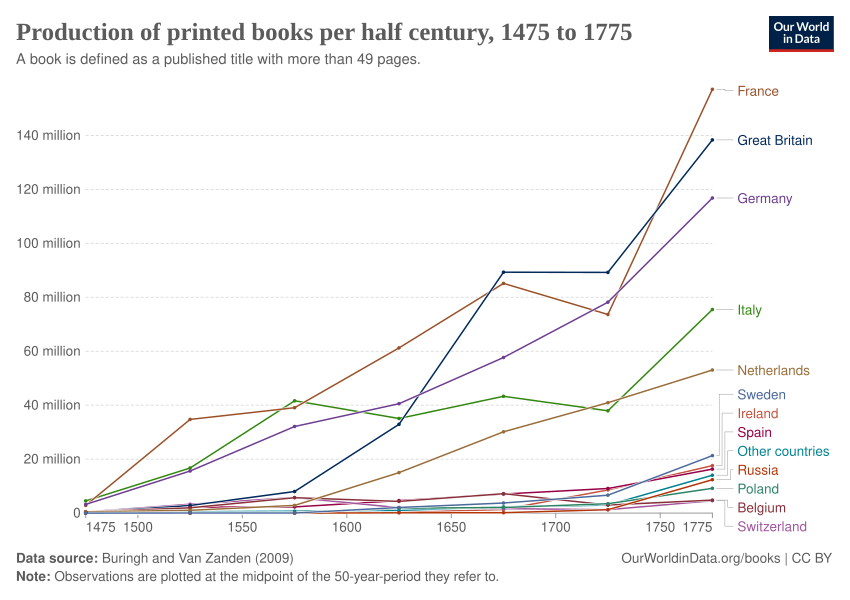 Production of printed books per half century, 1475 to 1775
Our World
in Data
A book is defined as a published title with more than 49 pages.
France
140 million
Great Britain
120 million
Germany
100 million
80 million
Italy
60 million
Netherlands
40 million
Sweden
Ireland
Spain
20 million
Other countries
Russia
Poland
Belgium
0
Switzerland
1475 1500 1550 1600 1650 1700 1750 1775
Data source: Buringh and Van Zanden (2009)
OurWorldinData.org/books | CC BY
Note: Observations are plotted at the midpoint of the 50-year-period they refer to.